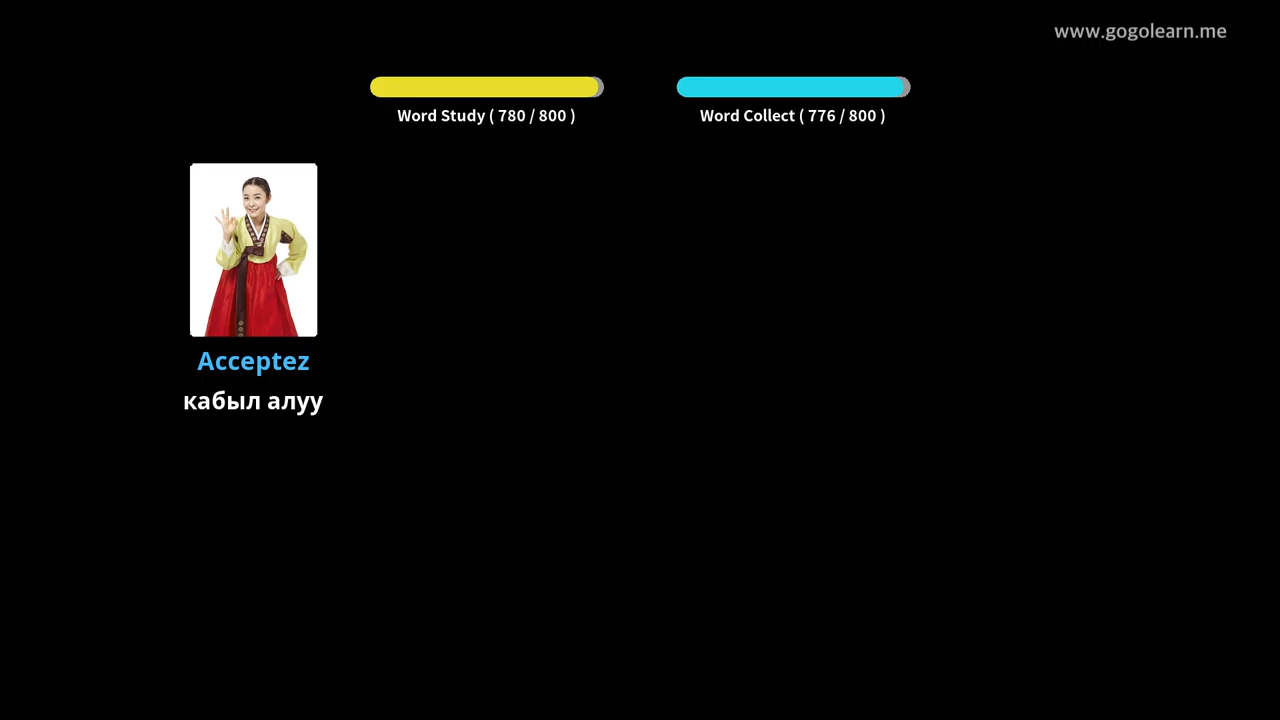 www.gogolearn.me
Word Study ( 780 / 800 )
Word Collect ( 776 / 800 )
Acceptez
кабыл алуу